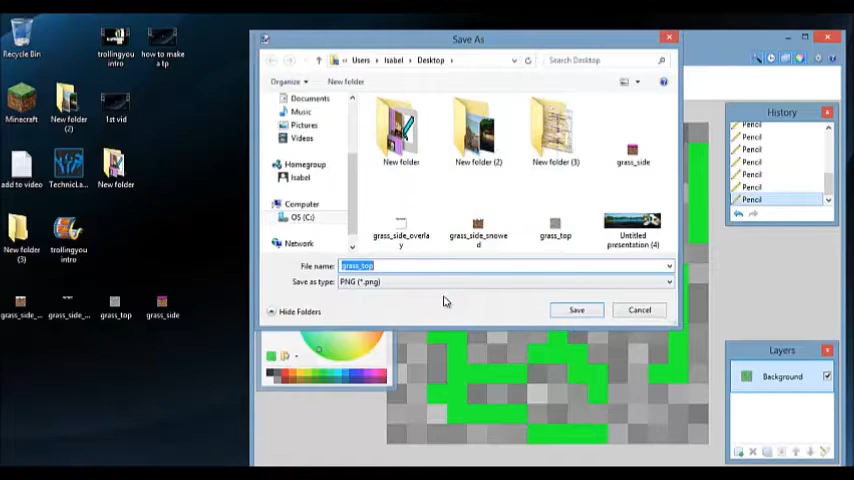 Recycle Bin
trollingyou
intro
how to make
a tp
Minecraft
New folder
(2)
1st vid
add to video
TechnicLa...
New folder
New folder
(3)
trollingyou
intro
grass_side_...
grass_side_...
grass_top
grass_side
Save As
Users
Isabel
Desktop
Search Desktop
Organize
New folder
Documents
Music
Pictures
Videos
Homegroup
Isabel
Computer
OS (C:)
Network
New folder
New folder (2)
New folder (3)
grass_side
grass_side_overla
y
grass_side_snowe
d
grass_top
Untitled
presentation (4)
File name:
grass_top
Save as type:
PNG (*.png)
Hide Folders
Save
Cancel
History
Pencil
Pencil
Pencil
Pencil
Pencil
Pencil
Pencil
Layers
Background